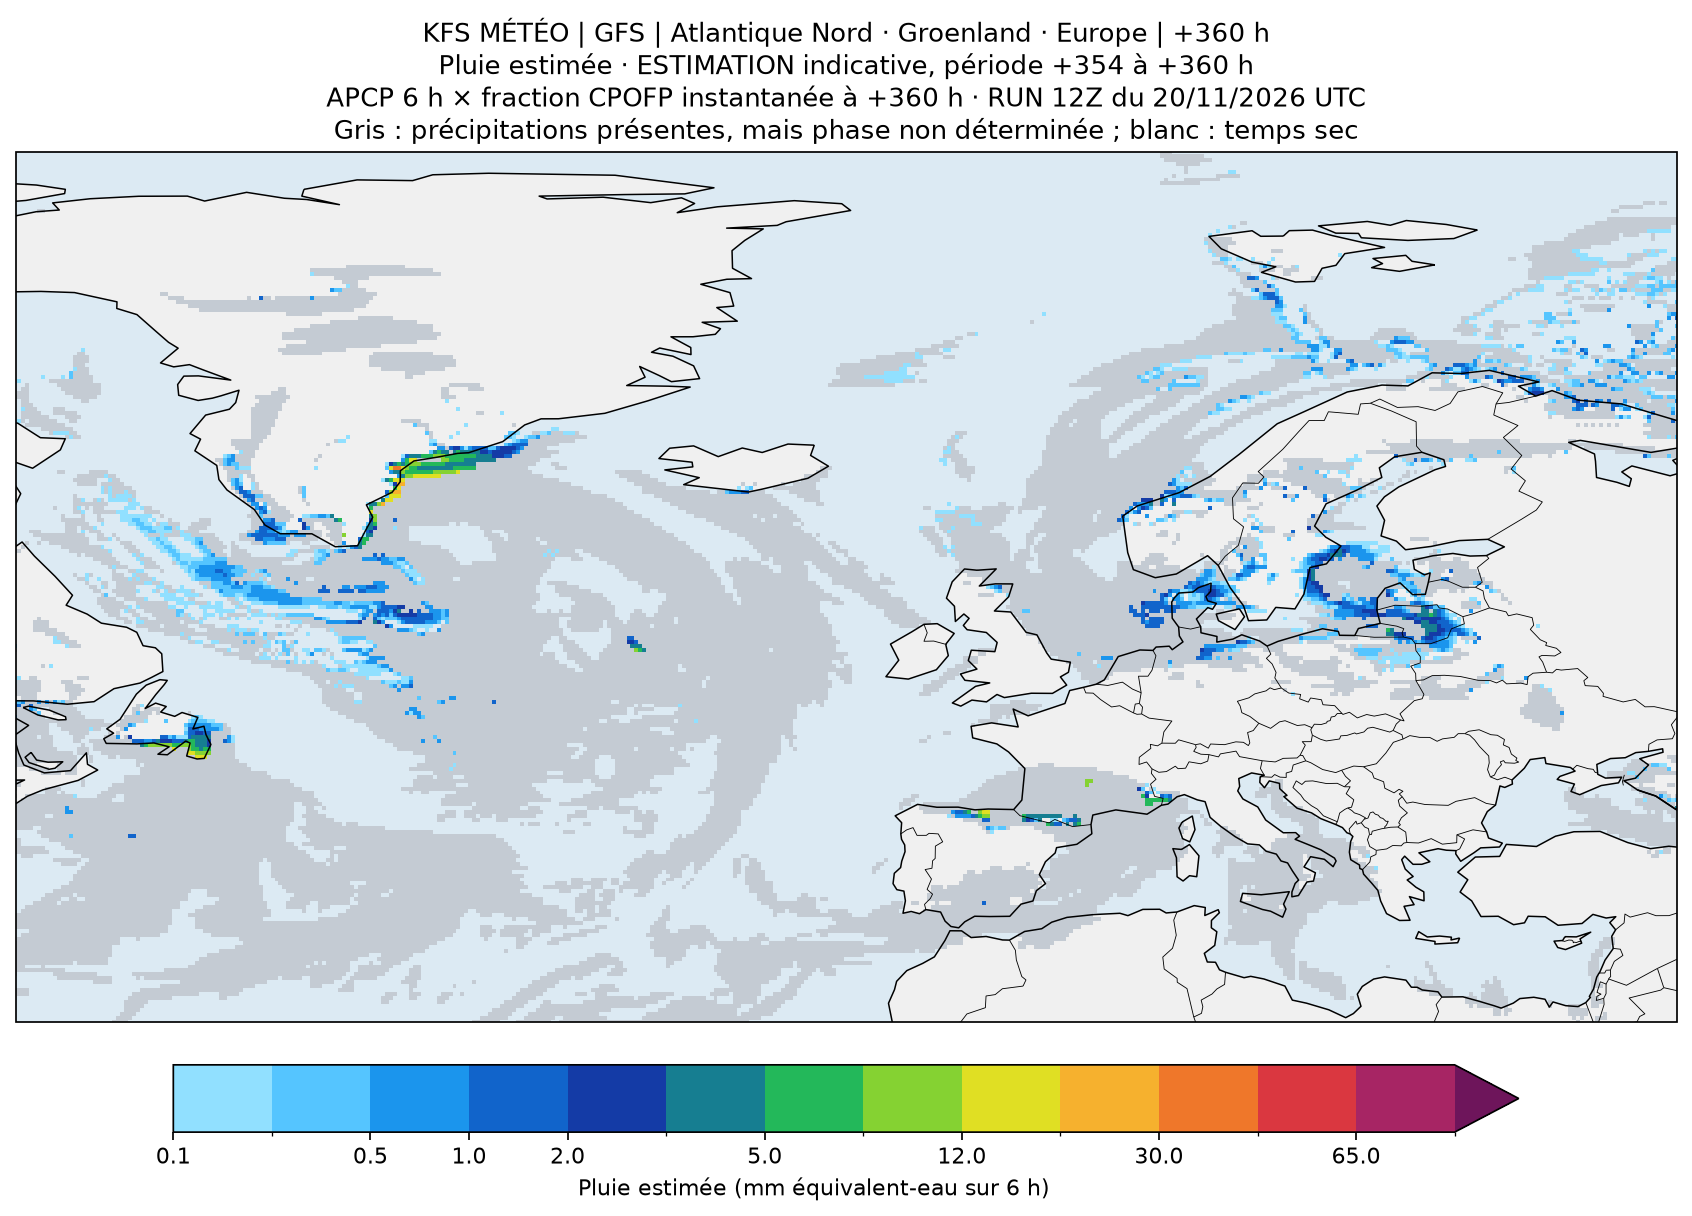 KFS MÉTÉO | GFS | Atlantique Nord · Groenland · Europe | +360 h
Pluie estimée · ESTIMATION indicative, période +354 à +360 h
APCP 6 h × fraction CPOFP instantanée à +360 h · RUN 12Z du 20/11/2026 UTC
Gris : précipitations présentes, mais phase non déterminée ; blanc : temps sec
0.1 0.5 1.0 2.0 5.0 12.0 30.0 65.0
Pluie estimée (mm équivalent-eau sur 6 h)